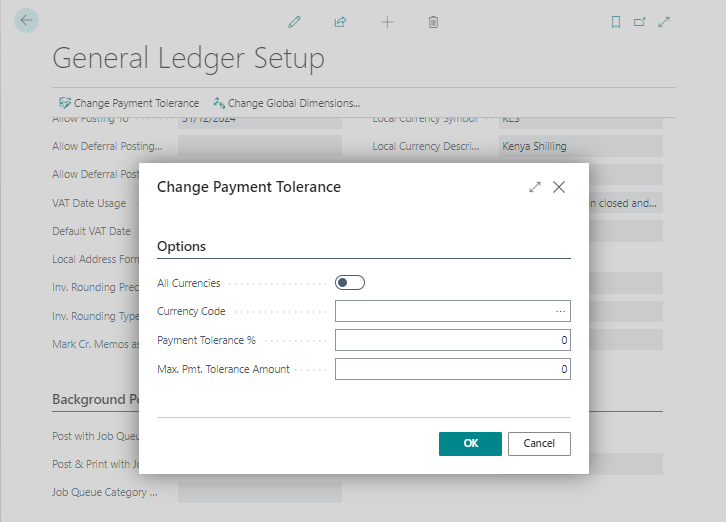 General Ledger Setup
Change Payment Tolerance Change Global Dimensions...
Allow Posting To 31/12/2024 Local Currency Symbol KES
Allow Deferral Posting... Local Currency Descri... Kenya Shilling
Allow Deferral Post
Change Payment Tolerance
VAT Date Usage in closed and...
Default VAT Date
Options
Local Address Form
All Currencies
Inv. Rounding Prec
Currency Code ...
Inv. Rounding Type
Payment Tolerance % 0
Mark Cr. Memos as
Max. Pmt. Tolerance Amount 0
Background Po
Post with Job Queu
OK Cancel
Post & Print with Jo
Job Queue Category ...